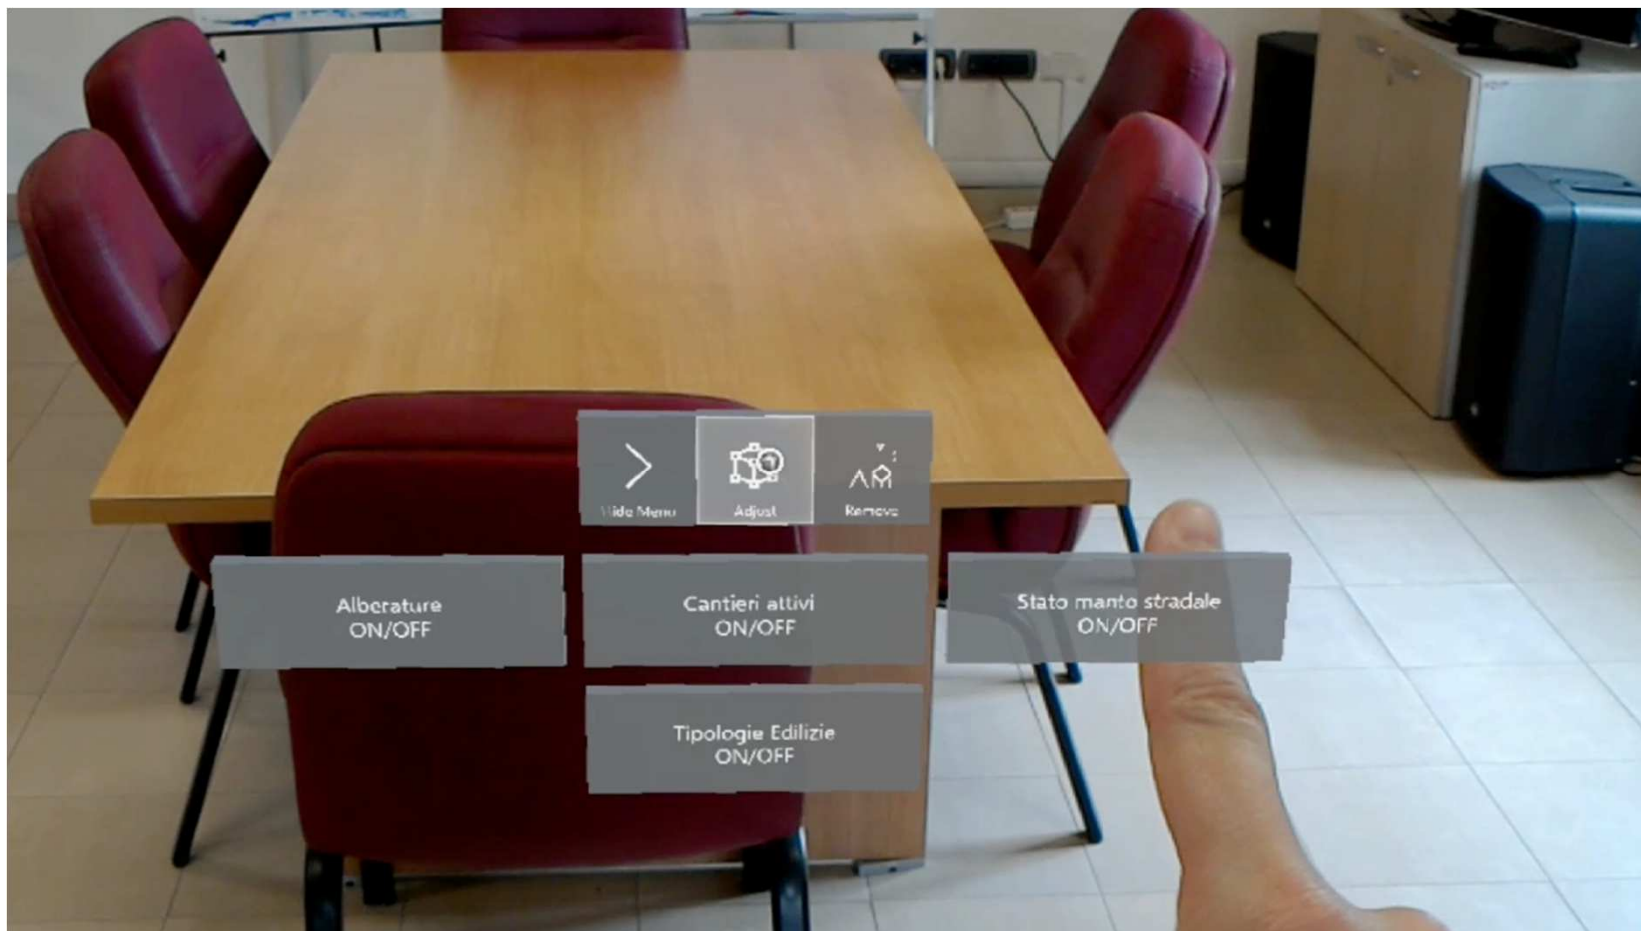 Hide Menu
Adjust
Remove
Alberature
ON/OFF
Cantieri attivi
ON/OFF
Stato manto stradale
ON/OFF
Tipologie Edilizie
ON/OFF